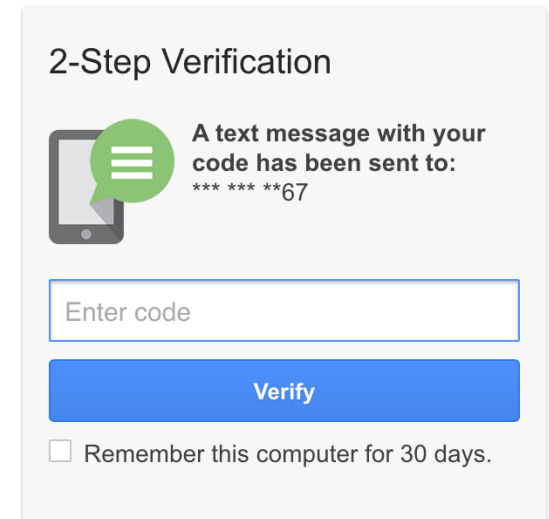 2-Step Verification
A text message with your
code has been sent to:
*** *** **67
Enter code
Verify
Remember this computer for 30 days.